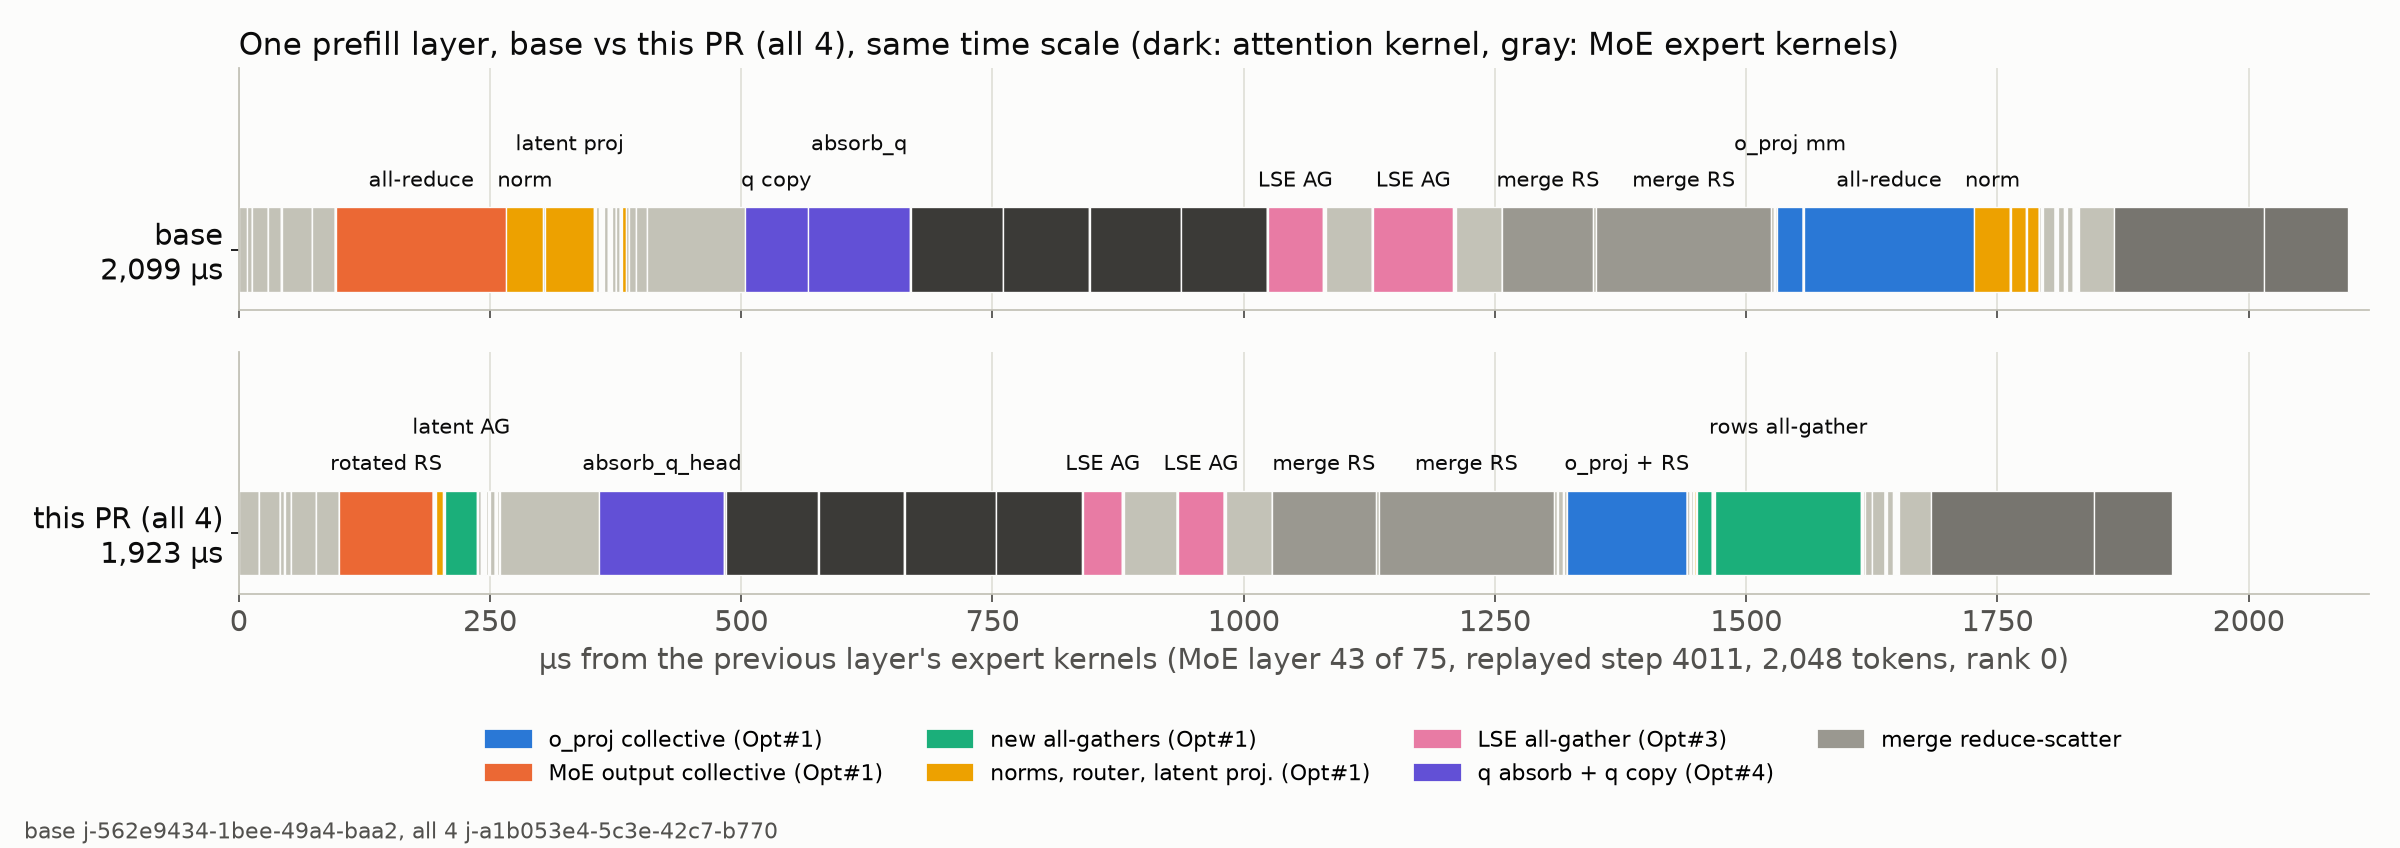 One prefill layer, base vs this PR (all 4), same time scale (dark: attention kernel, gray: MoE expert kernels)
latent proj
absorb_q
o_proj mm
all-reduce
norm
q copy
LSE AG
LSE AG
merge RS
merge RS
all-reduce
norm
base
2,099 µs
latent AG
rows all-gather
rotated RS
absorb_q_head
LSE AG
LSE AG
merge RS
merge RS
o_proj + RS
this PR (all 4)
1,923 µs
0
250
500
750
1000
1250
1500
1750
2000
µs from the previous layer's expert kernels (MoE layer 43 of 75, replayed step 4011, 2,048 tokens, rank 0)
o_proj collective (Opt#1)
MoE output collective (Opt#1)
new all-gathers (Opt#1)
norms, router, latent proj. (Opt#1)
LSE all-gather (Opt#3)
q absorb + q copy (Opt#4)
merge reduce-scatter
base j-562e9434-1bee-49a4-baa2, all 4 j-a1b053e4-5c3e-42c7-b770